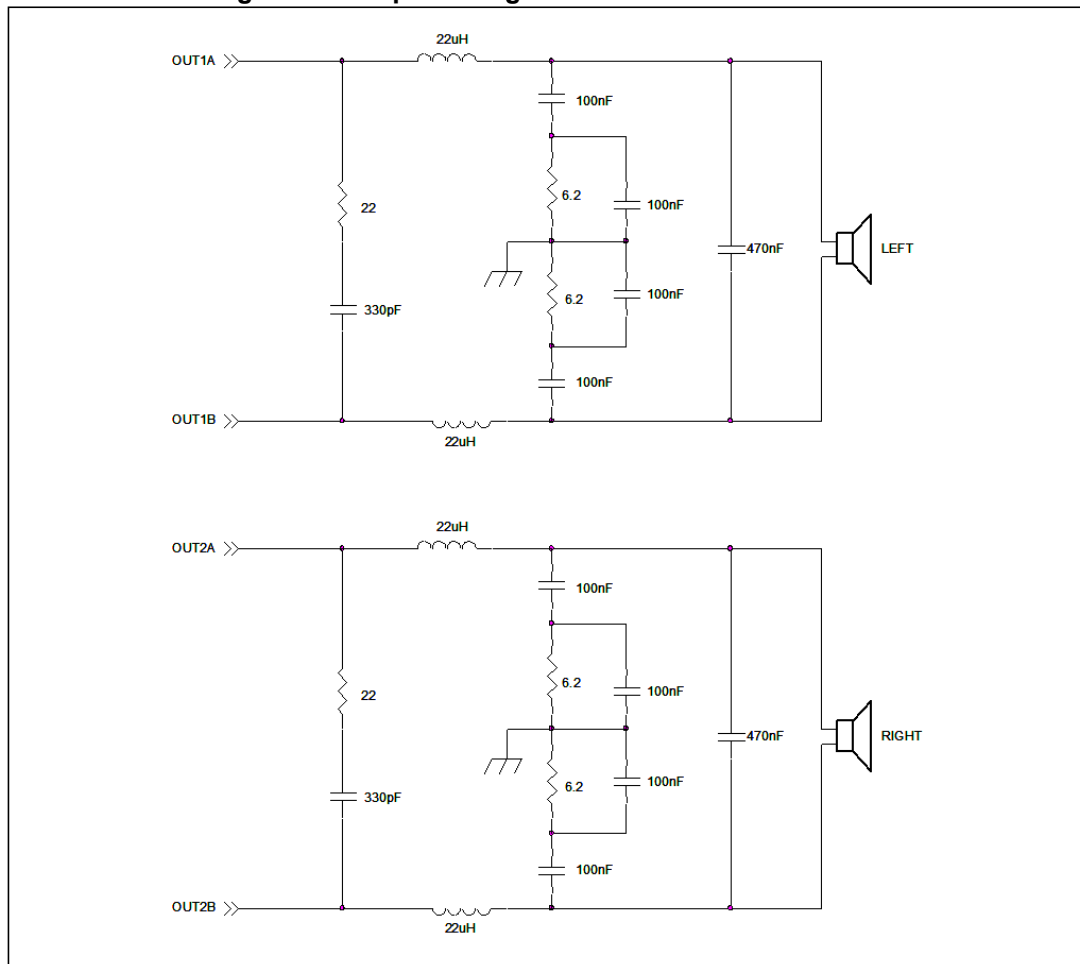 22uH
OUT1A
100nF
6.2
100nF
22
470nF
LEFT
6.2
100nF
330pF
100nF
OUT1B
22uH
22uH
OUT2A
100nF
6.2
100nF
22
470nF
RIGHT
6.2
100nF
330pF
100nF
OUT2B
22uH